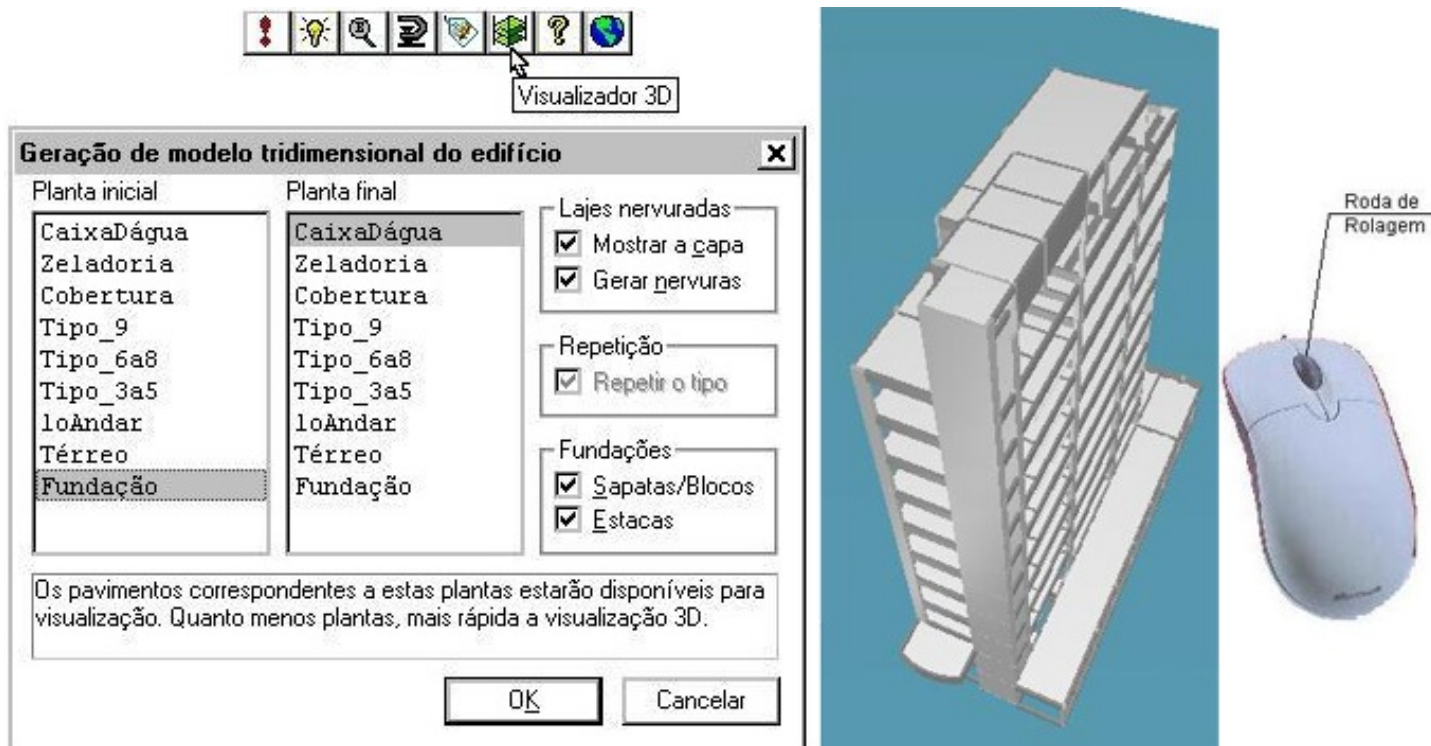 Visualizador 3D
Geração de modelo tridimensional do edifício
Planta inicial
CaixaDágua
Zeladoria
Cobertura
Tipo_9
Tipo_6a8
Tipo_3a5
1oAndar
Térreo
Fundação
Planta final
CaixaDágua
Zeladoria
Cobertura
Tipo_9
Tipo_6a8
Tipo_3a5
1oAndar
Térreo
Fundação
Lajes nervuradas
Mostrar a capa
Gerar nervuras
Repetição
Repetir o tipo
Fundações
Sapatas/Blocos
Estacas
Os pavimentos correspondentes a estas plantas estarão disponíveis para
visualização. Quanto menos plantas, mais rápida a visualização 3D.
OK
Cancelar
Roda de
Rolagem
Microsoft